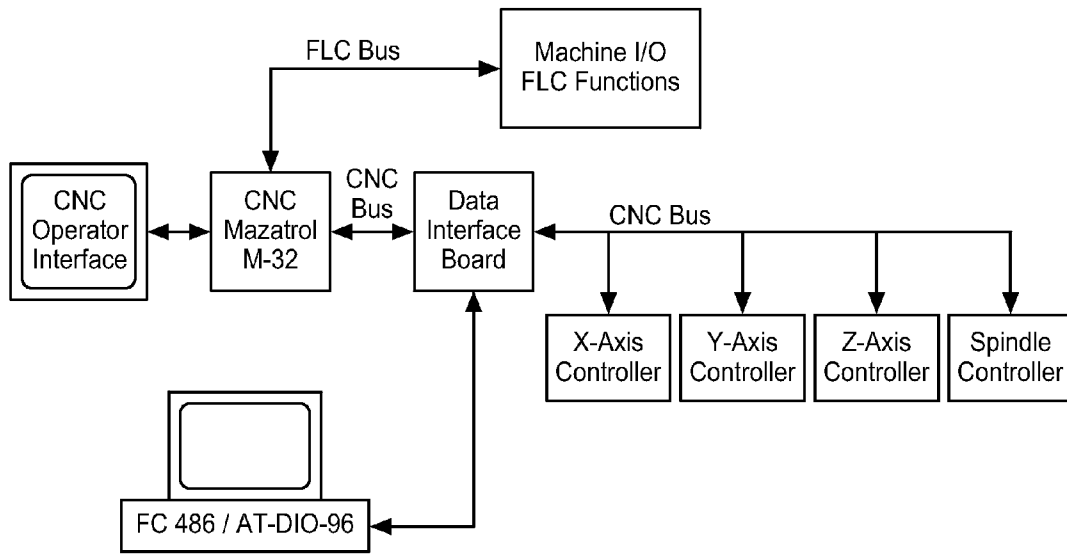 FLC Bus
Machine I/O
FLC Functions
CNC
Operator
Interface
CNC
Mazatrol
M-32
CNC
Bus
Data
Interface
Board
CNC Bus
X-Axis
Controller
Y-Axis
Controller
Z-Axis
Controller
Spindle
Controller
FC 486 / AT-DIO-96